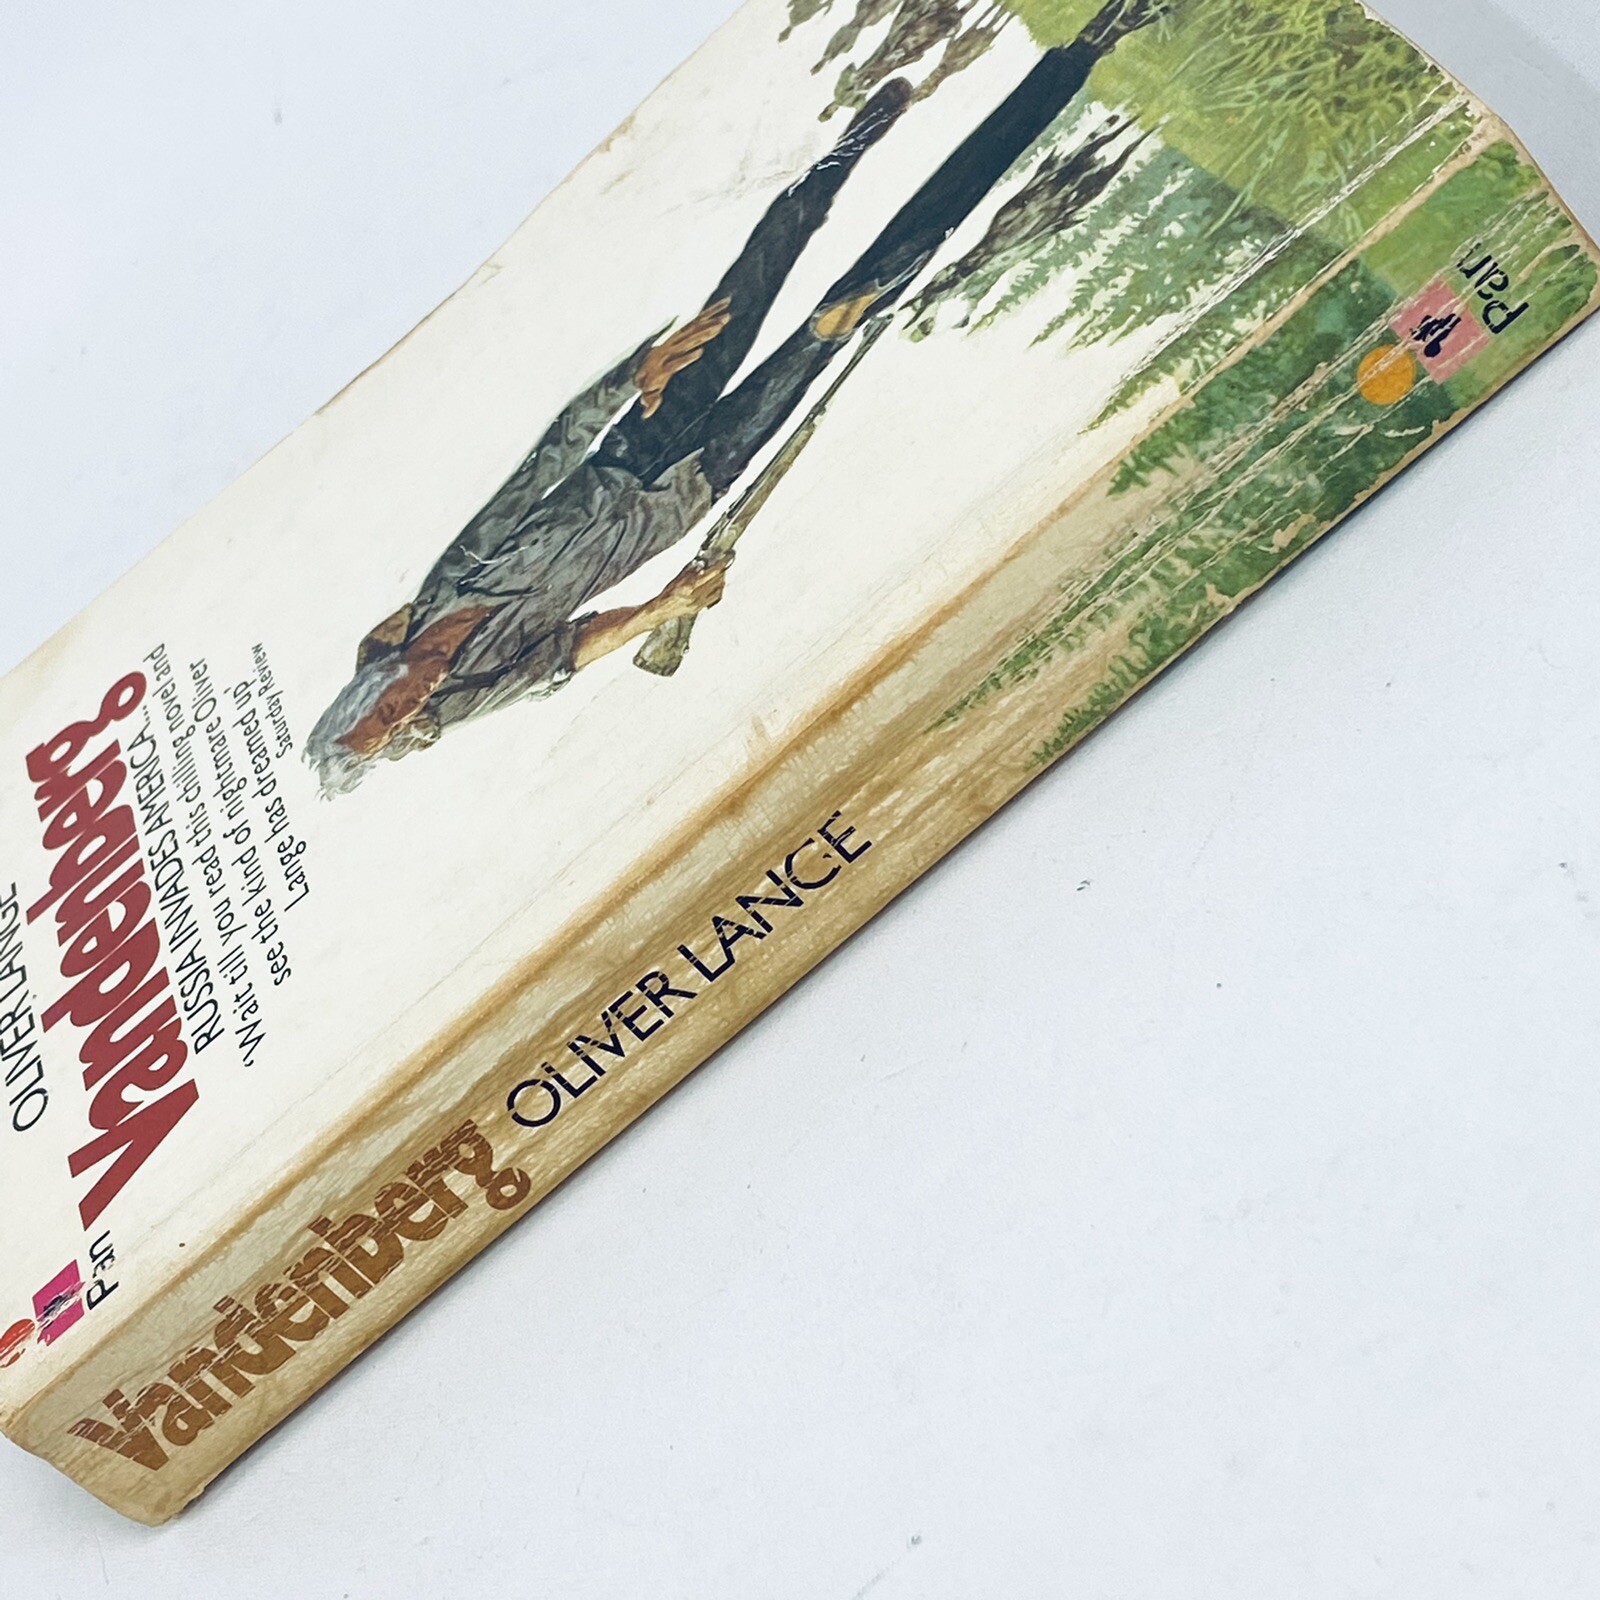 OLIVER LANGE
Vandenberg
RUSSIA INVADES AMERICA...
'Wait till you read this chilling novel and
see the kind of nightmare Oliver
Lange has dreamed up'
Saturday Review
Pan
Vandenberg OLIVER LANGE
Pan